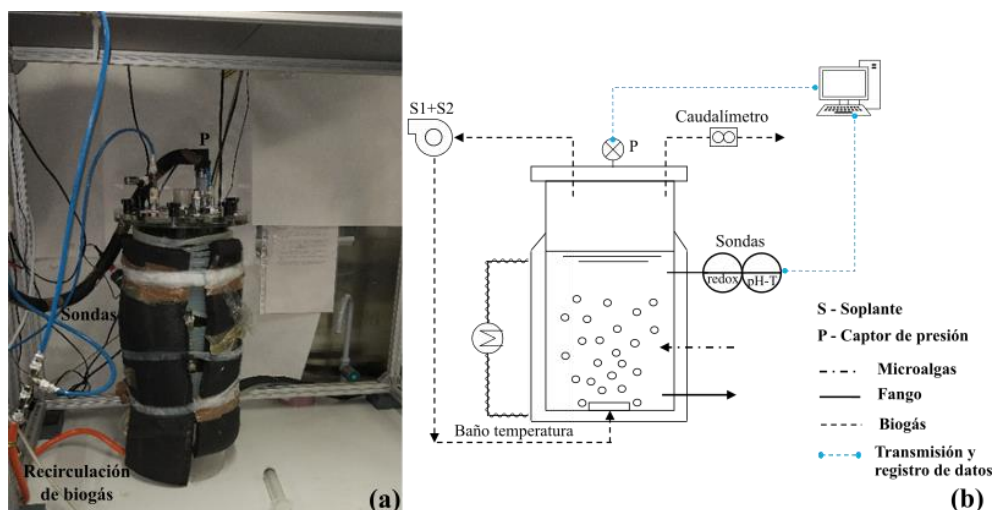 P
Sondas
Recirculación
de biogás
(a)
S1+S2
Caudalímetro
P
Sondas
redox
pH-T
M
Baño temperatura
S - Soplante
P - Captor de presión
Microalgas
Fango
Biogás
Transmisión y
registro de datos
(b)